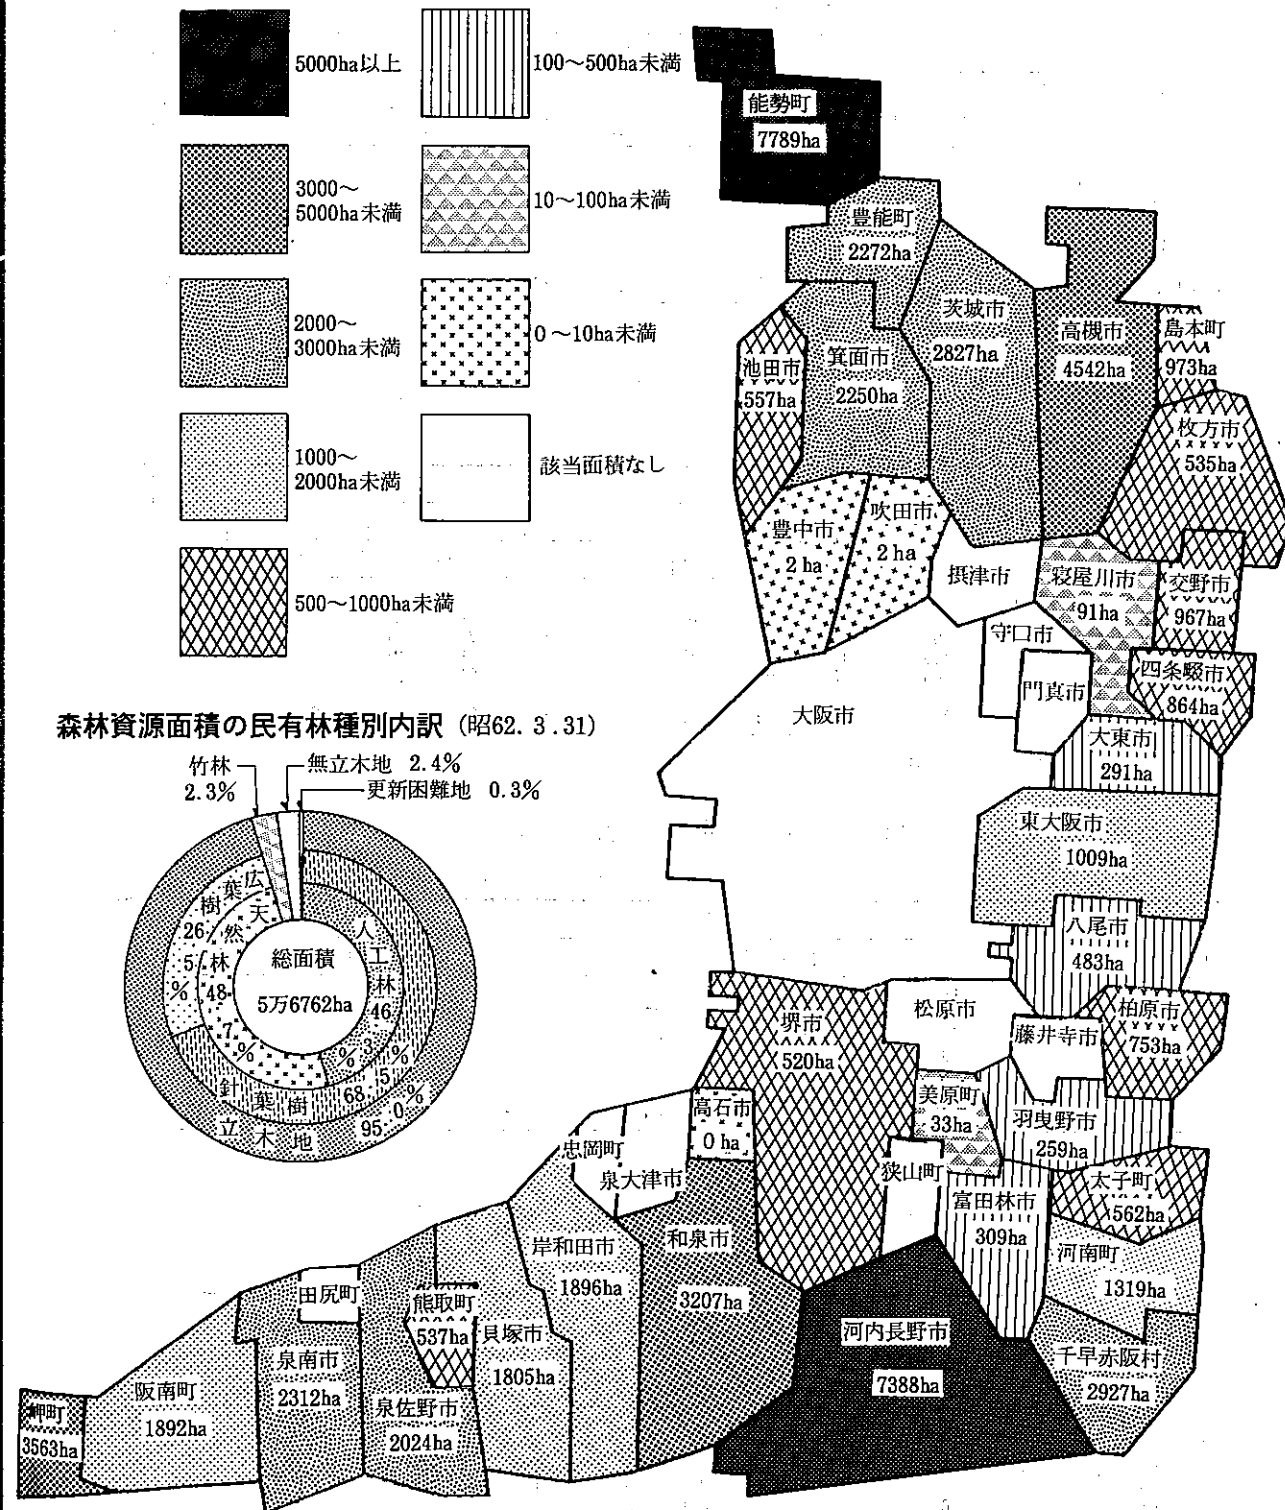 5000ha以上
100〜500ha未満
3000〜
5000ha未満
10〜100ha未満
2000〜
3000ha未満
0〜10ha未満
1000〜
2000ha未満
該当面積なし
500〜1000ha未満
能勢町
7789ha
豊能町
2272ha
茨城市
2827ha
高槻市
4542ha
島本町
973ha
池田市
557ha
箕面市
2250ha
枚方市
535ha
豊中市
2ha
吹田市
2ha
摂津市
寝屋川市
91ha
交野市
967ha
守口市
門真市
四条畷市
864ha
大阪市
大東市
291ha
東大阪市
1009ha
八尾市
483ha
松原市
藤井寺市
柏原市
753ha
堺市
520ha
美原町
33ha
羽曳野市
259ha
高石市
0ha
忠岡町
泉大津市
狭山町
太子町
562ha
富田林市
309ha
河南町
1319ha
岸和田市
1896ha
和泉市
3207ha
田尻町
熊取町
537ha
貝塚市
1805ha
河内長野市
7388ha
千早赤阪村
2927ha
泉南市
2312ha
阪南町
1892ha
泉佐野市
2024ha
岬町
3563ha
森林資源面積の民有林種別内訳 (昭62.3.31)
竹林
2.3%
無立木地 2.4%
更新困難地 0.3%
総面積
5万6762ha
人工林46.3%
天然林48.7%
針葉樹68.5%
広葉樹26.5%
立木地95.0%